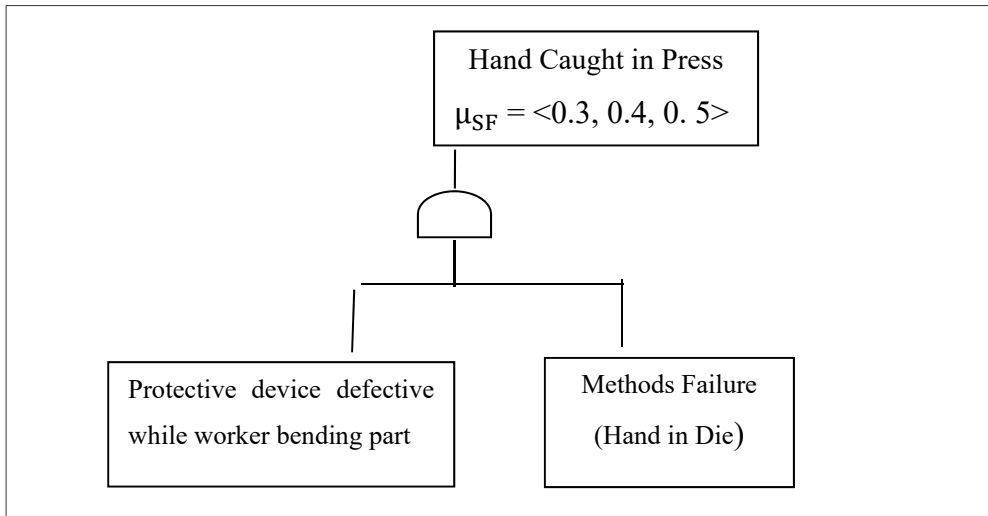 Hand Caught in Press
μSF = <0.3, 0.4, 0. 5>
Protective device defective
while worker bending part
Methods Failure
(Hand in Die)